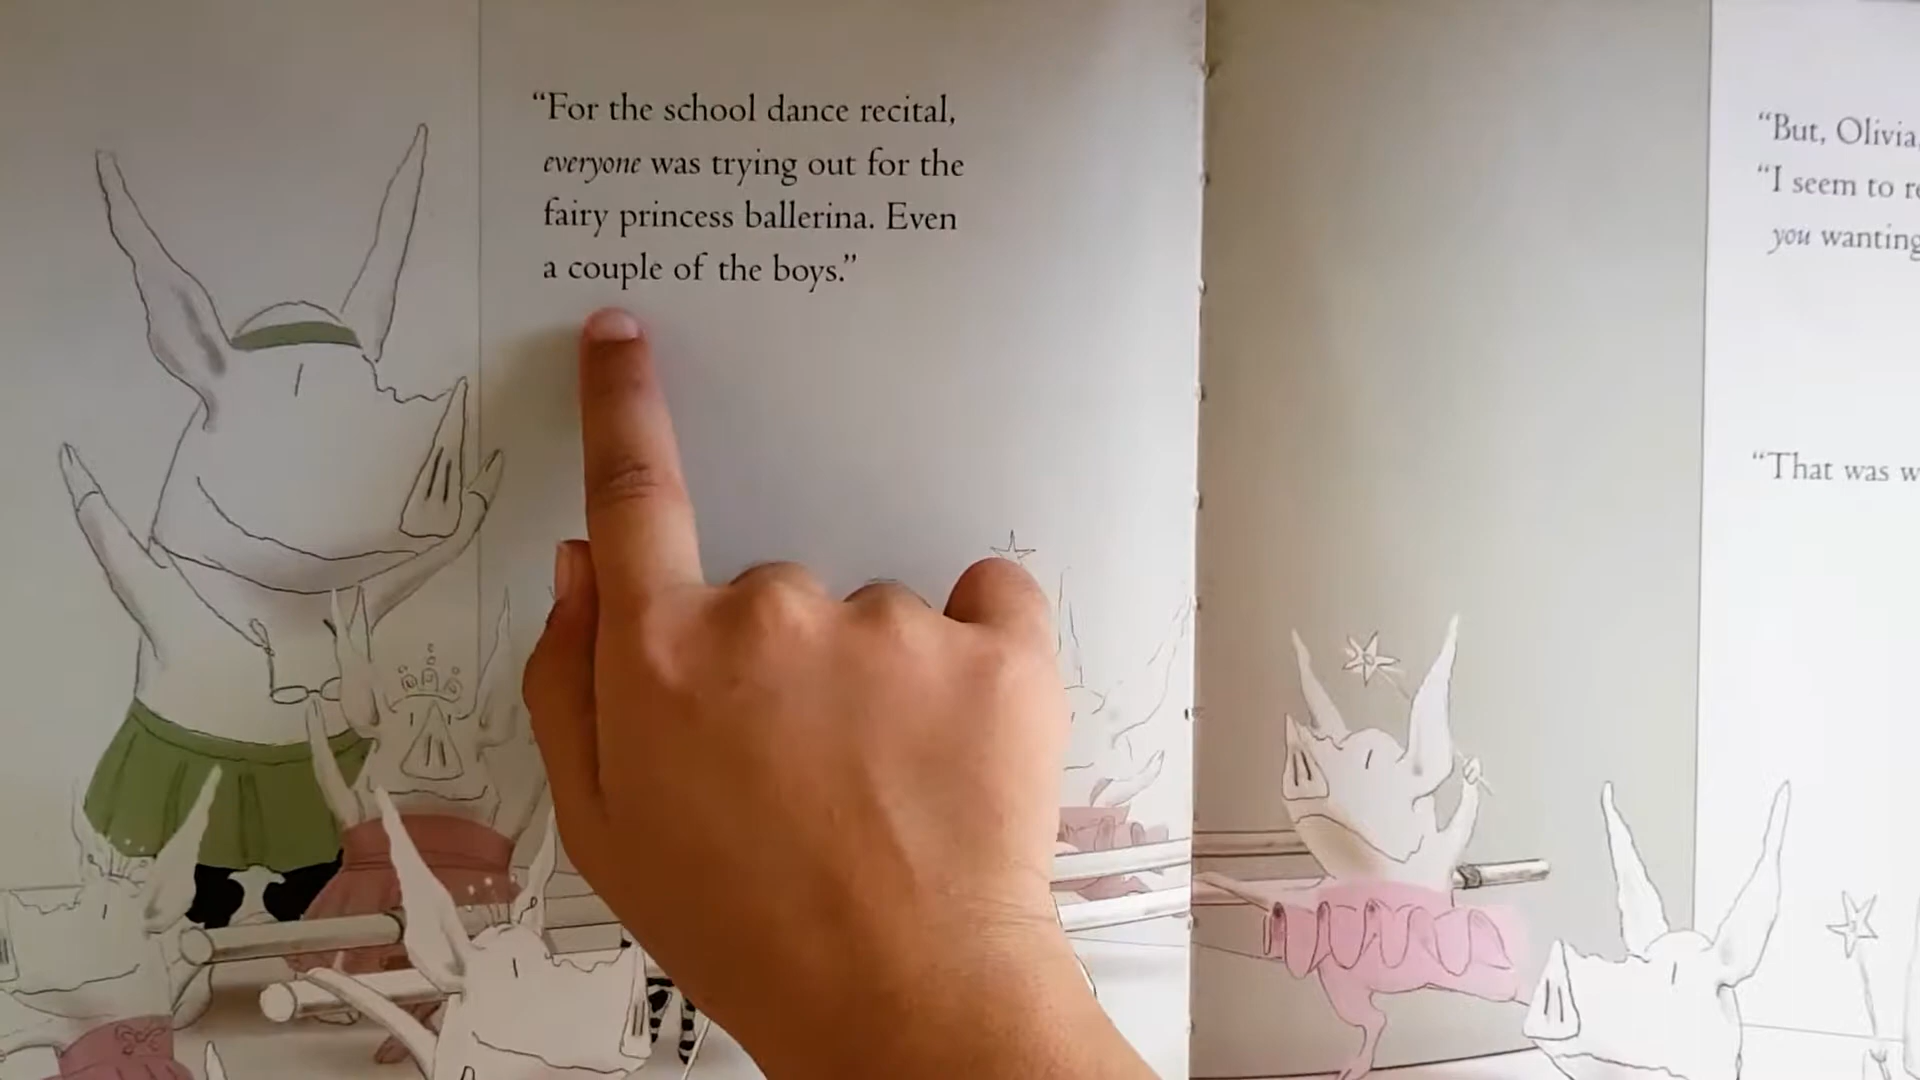 “For the school dance recital,
everyone was trying out for the
fairy princess ballerina. Even
a couple of the boys.”
“But, Olivia,
“I seem to
you wanting
“That was